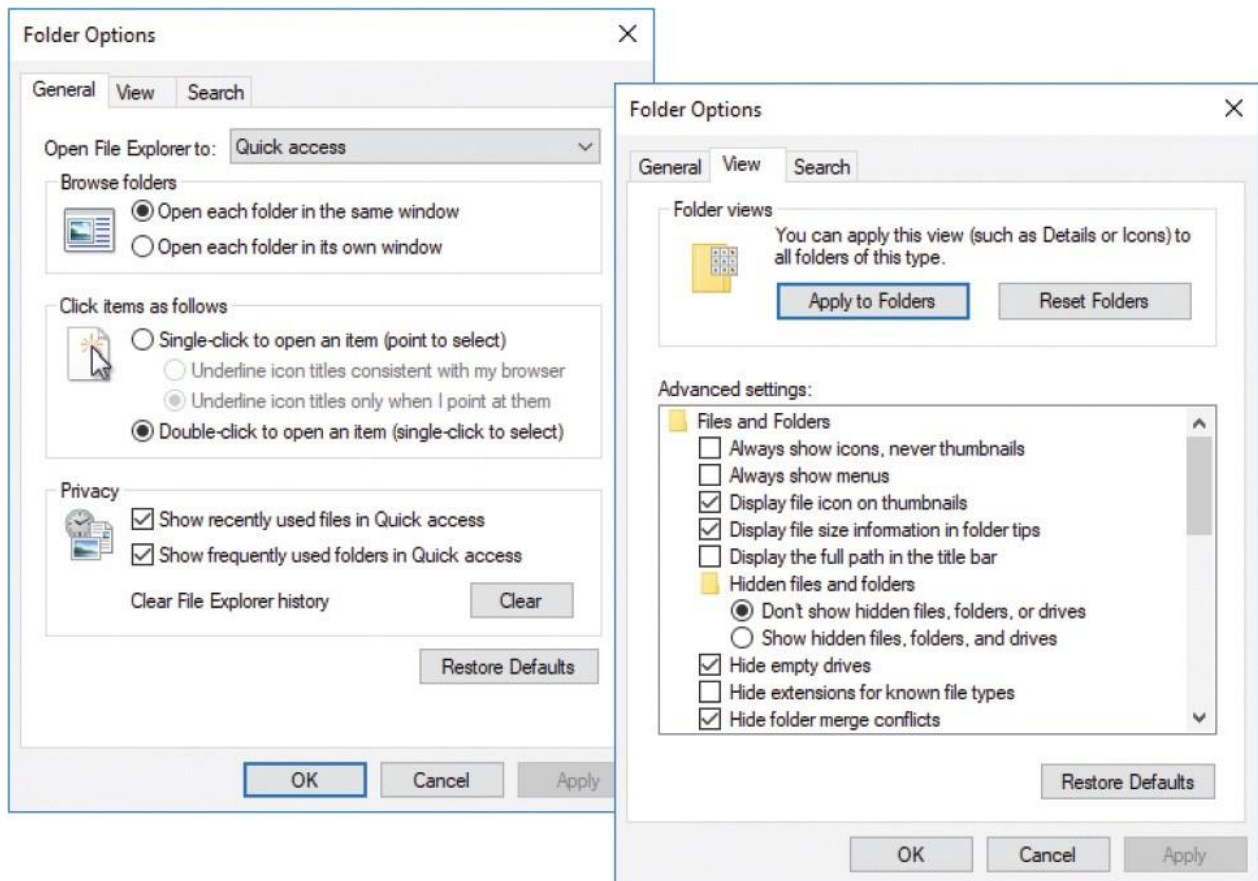 Folder Options
General
View
Search
Open File Explorer to:
Quick access
Browse folders
Open each folder in the same window
Open each folder in its own window
Click items as follows
Single-click to open an item (point to select)
Underline icon titles consistent with my browser
Underline icon titles only when I point at them
Double-click to open an item (single-click to select)
Privacy
Show recently used files in Quick access
Show frequently used folders in Quick access
Clear File Explorer history
Clear
Restore Defaults
OK
Cancel
Apply
Folder Options
General
View
Search
Folder views
You can apply this view (such as Details or Icons) to
all folders of this type.
Apply to Folders
Reset Folders
Advanced settings:
Files and Folders
Always show icons, never thumbnails
Always show menus
Display file icon on thumbnails
Display file size information in folder tips
Display the full path in the title bar
Hidden files and folders
Don't show hidden files, folders, or drives
Show hidden files, folders, and drives
Hide empty drives
Hide extensions for known file types
Hide folder merge conflicts
Restore Defaults
OK
Cancel
Apply